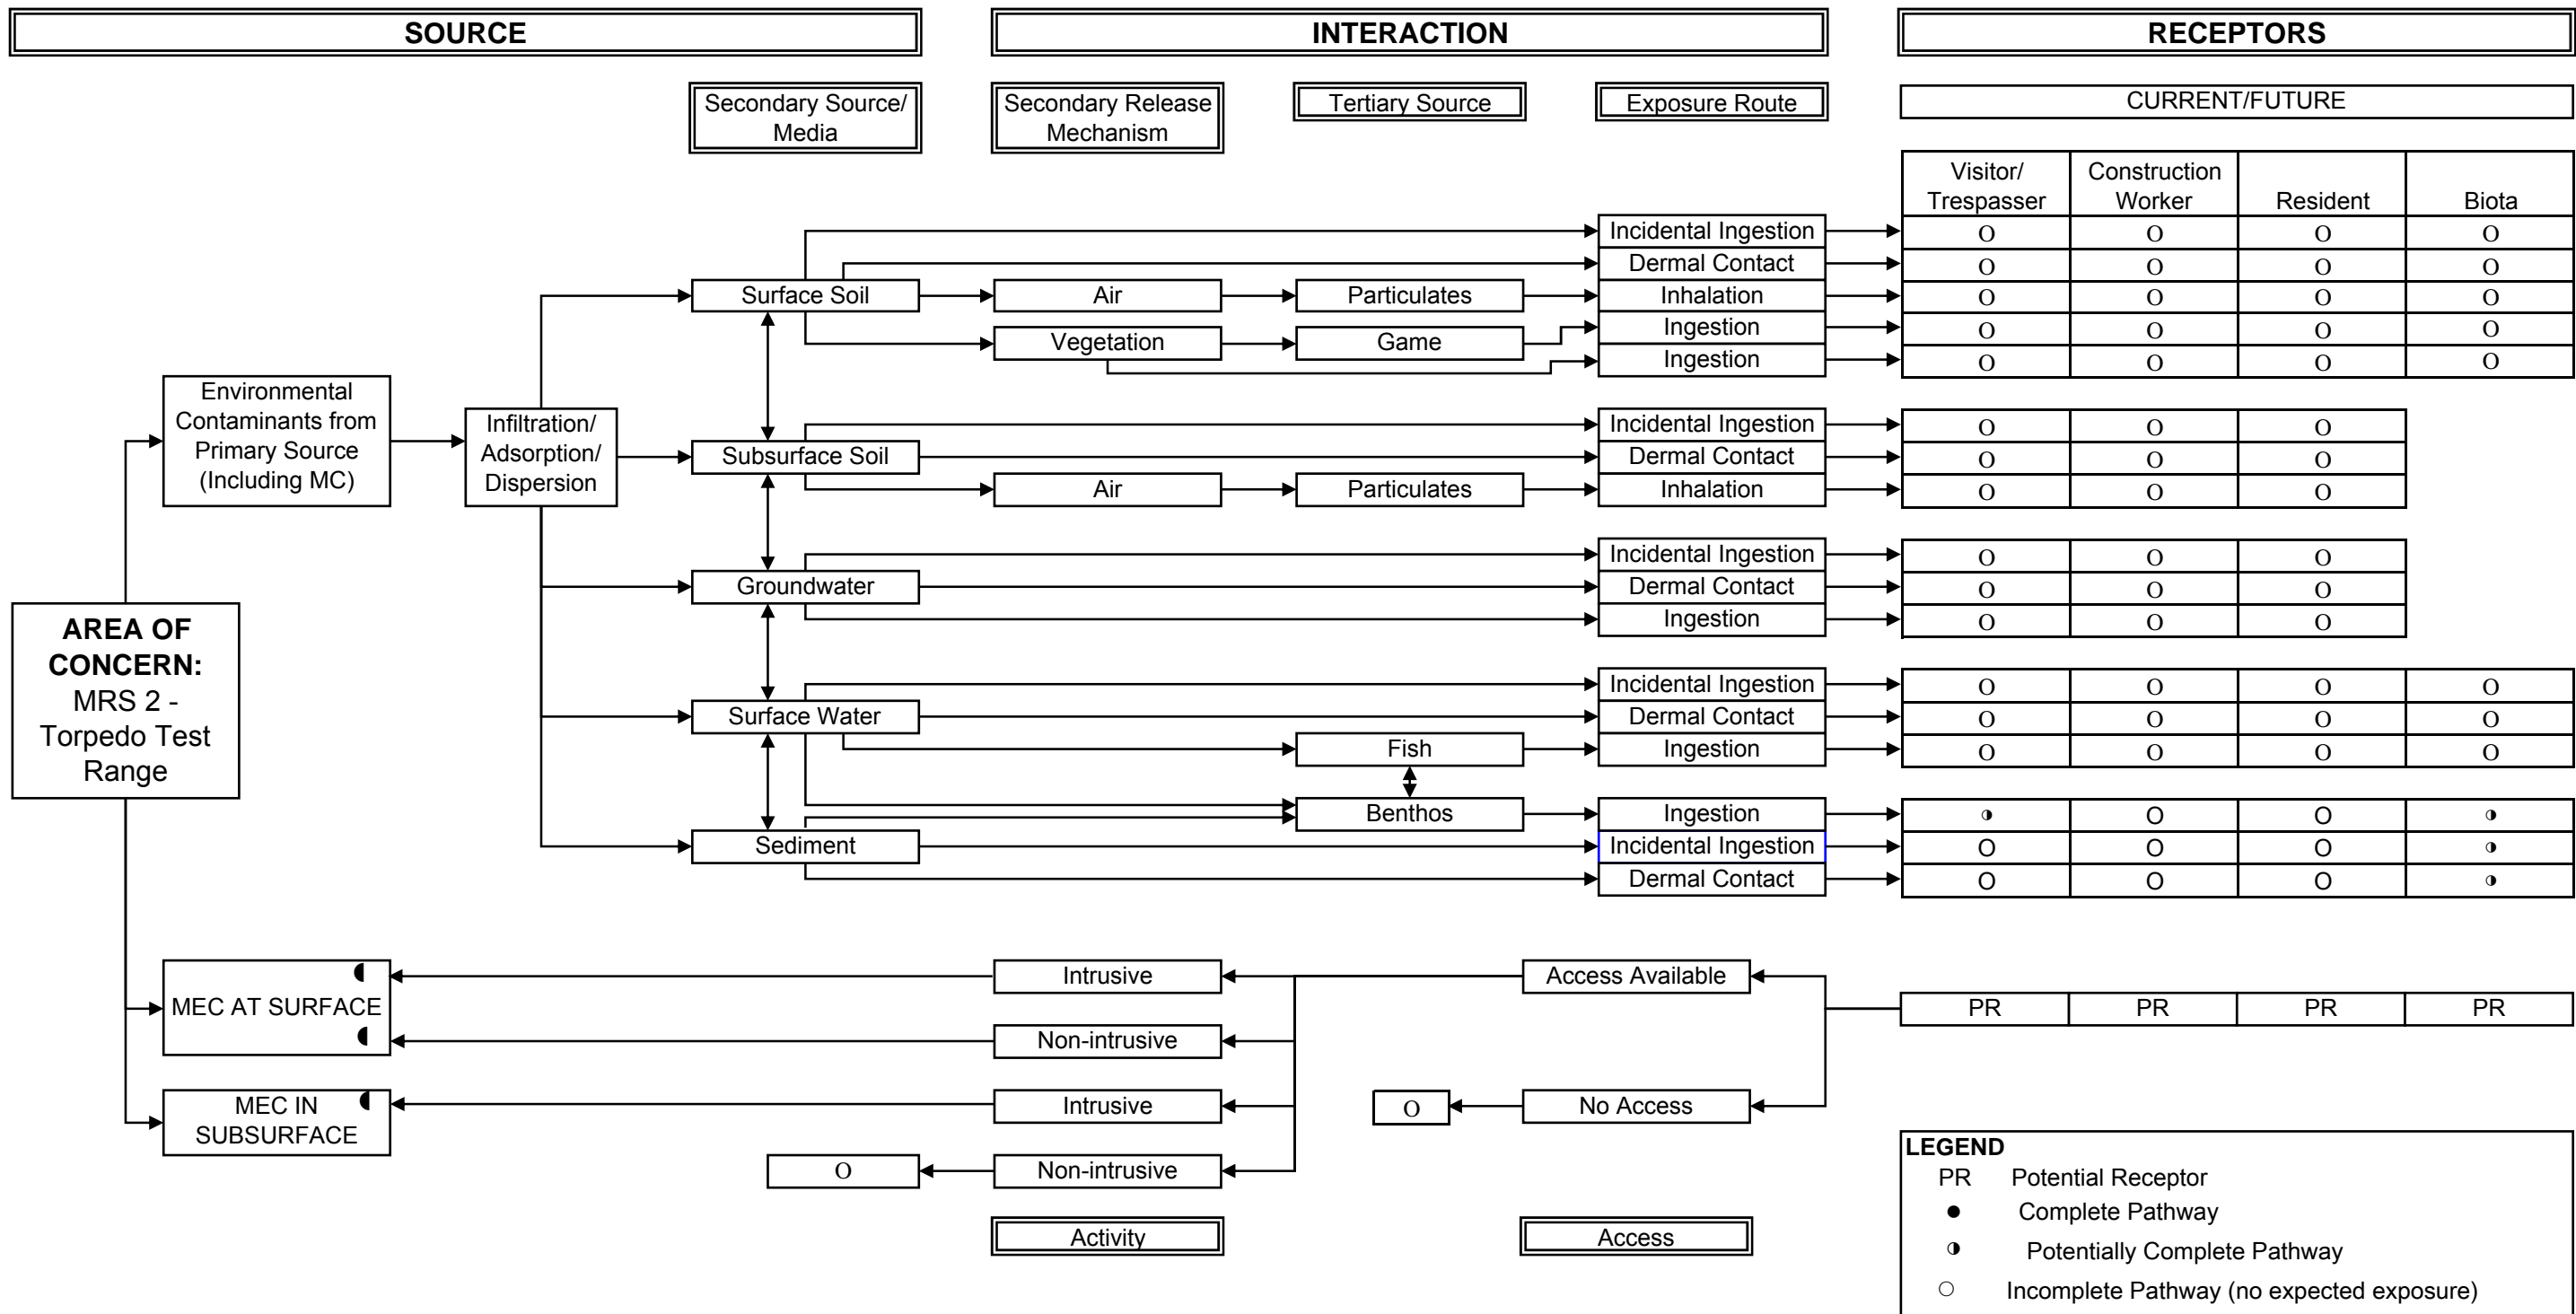 SOURCE
INTERACTION
RECEPTORS
Secondary Source/
Media
Secondary Release
Mechanism
Tertiary Source
Exposure Route
CURRENT/FUTURE
Visitor/
Trespasser
Construction
Worker
Resident
Biota
Incidental Ingestion
O O O O
Dermal Contact
O O O O
Surface Soil
Air
Particulates
Inhalation
O O O O
Vegetation
Game
Ingestion
O O O O
Ingestion
O O O O
Environmental
Contaminants from
Primary Source
(Including MC)
Infiltration/
Adsorption/
Dispersion
Incidental Ingestion
O O O
Subsurface Soil
Dermal Contact
O O O
Air
Particulates
Inhalation
O O O
Incidental Ingestion
O O O
Groundwater
Dermal Contact
O O O
Ingestion
O O O
AREA OF
CONCERN:
MRS 2 -
Torpedo Test
Range
Incidental Ingestion
O O O O
Surface Water
Dermal Contact
O O O O
Fish
Ingestion
O O O O
Benthos
Ingestion
◑ O O ◑
Sediment
Incidental Ingestion
O O O ◑
Dermal Contact
O O O ◑
MEC AT SURFACE
Intrusive
Access Available
PR PR PR PR
Non-intrusive
MEC IN
SUBSURFACE
Intrusive
O
No Access
O
Non-intrusive
Activity
Access
LEGEND
PR Potential Receptor
● Complete Pathway
◑ Potentially Complete Pathway
○ Incomplete Pathway (no expected exposure)